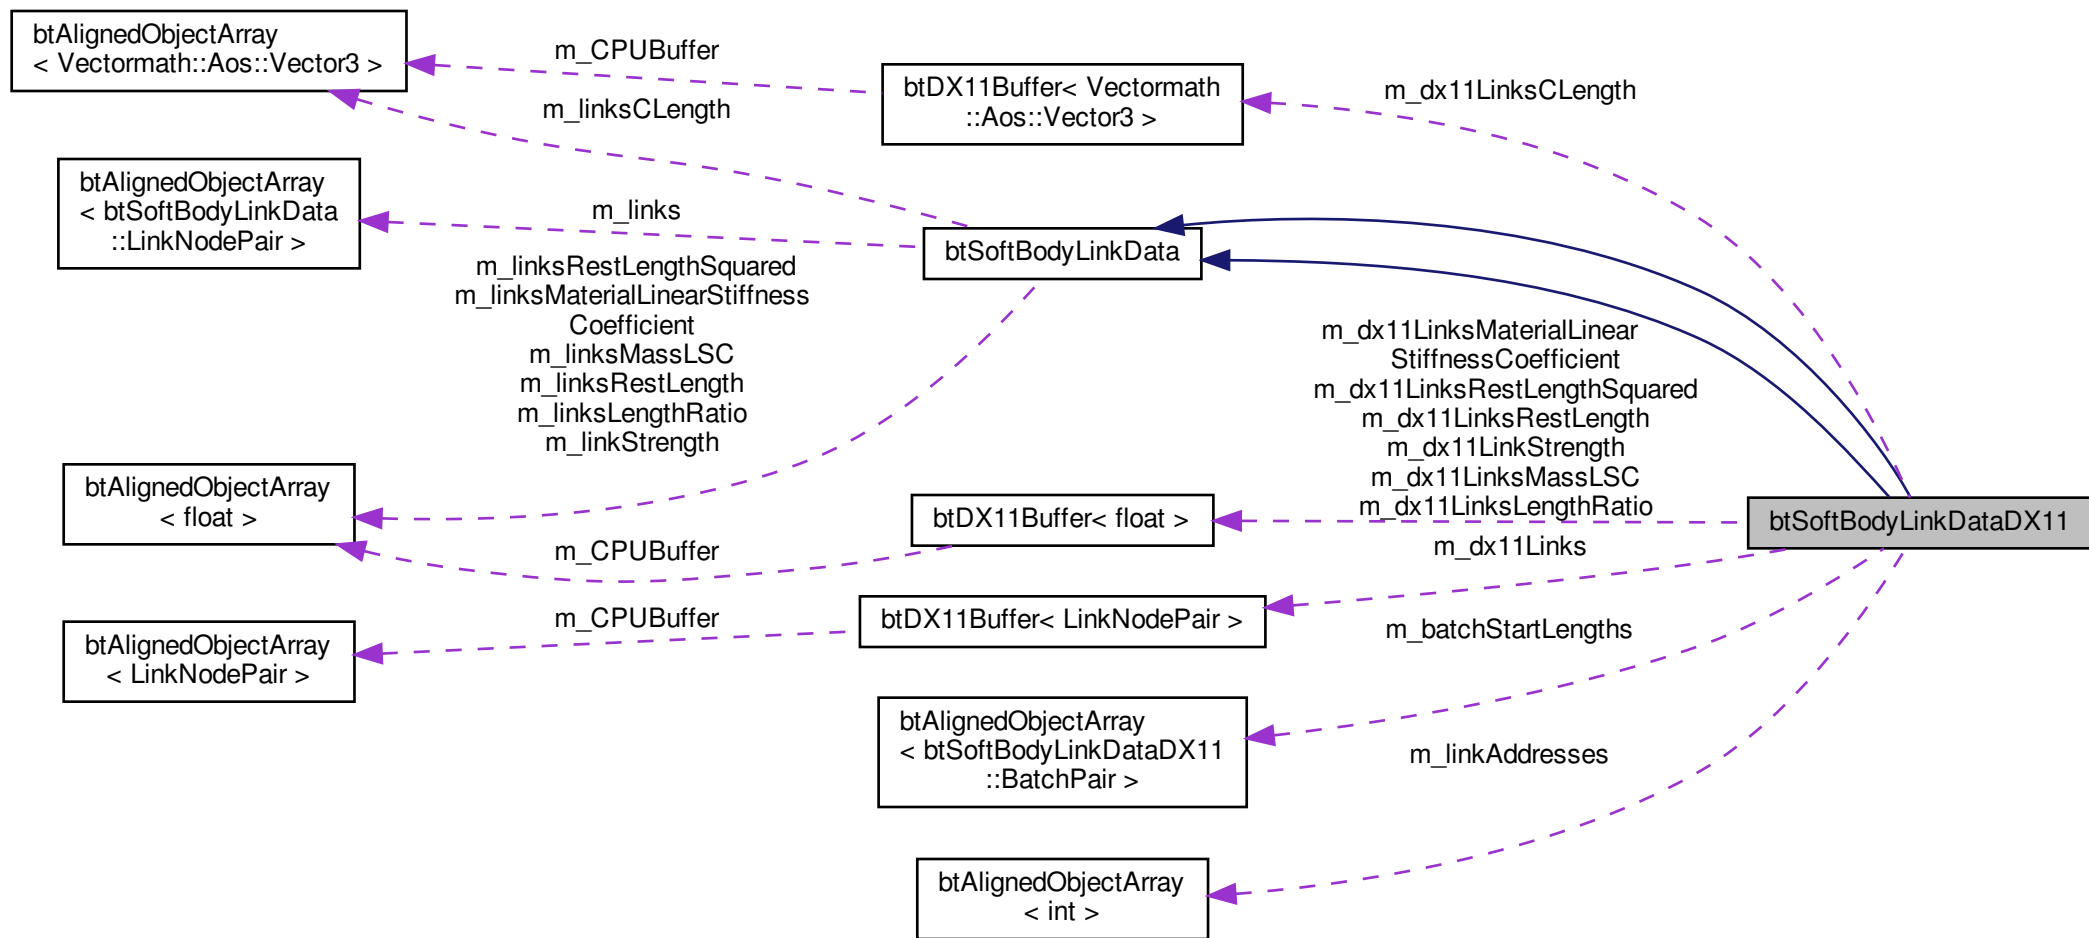 btAlignedObjectArray
< Vectormath::Aos::Vector3 >
m_CPUBuffer
btDX11Buffer< Vectormath
::Aos::Vector3 >
m_dx11LinksCLength
m_linksCLength
btAlignedObjectArray
< btSoftBodyLinkData
::LinkNodePair >
m_links
btSoftBodyLinkData
m_linksRestLengthSquared
m_linksMaterialLinearStiffness
Coefficient
m_linksMassLSC
m_linksRestLength
m_linksLengthRatio
m_linkStrength
m_dx11LinksMaterialLinear
StiffnessCoefficient
m_dx11LinksRestLengthSquared
m_dx11LinksRestLength
m_dx11LinkStrength
m_dx11LinksMassLSC
m_dx11LinksLengthRatio
btAlignedObjectArray
< float >
btDX11Buffer< float >
btSoftBodyLinkDataDX11
m_CPUBuffer
m_dx11Links
btAlignedObjectArray
< LinkNodePair >
m_CPUBuffer
btDX11Buffer< LinkNodePair >
m_batchStartLengths
btAlignedObjectArray
< btSoftBodyLinkDataDX11
::BatchPair >
m_linkAddresses
btAlignedObjectArray
< int >